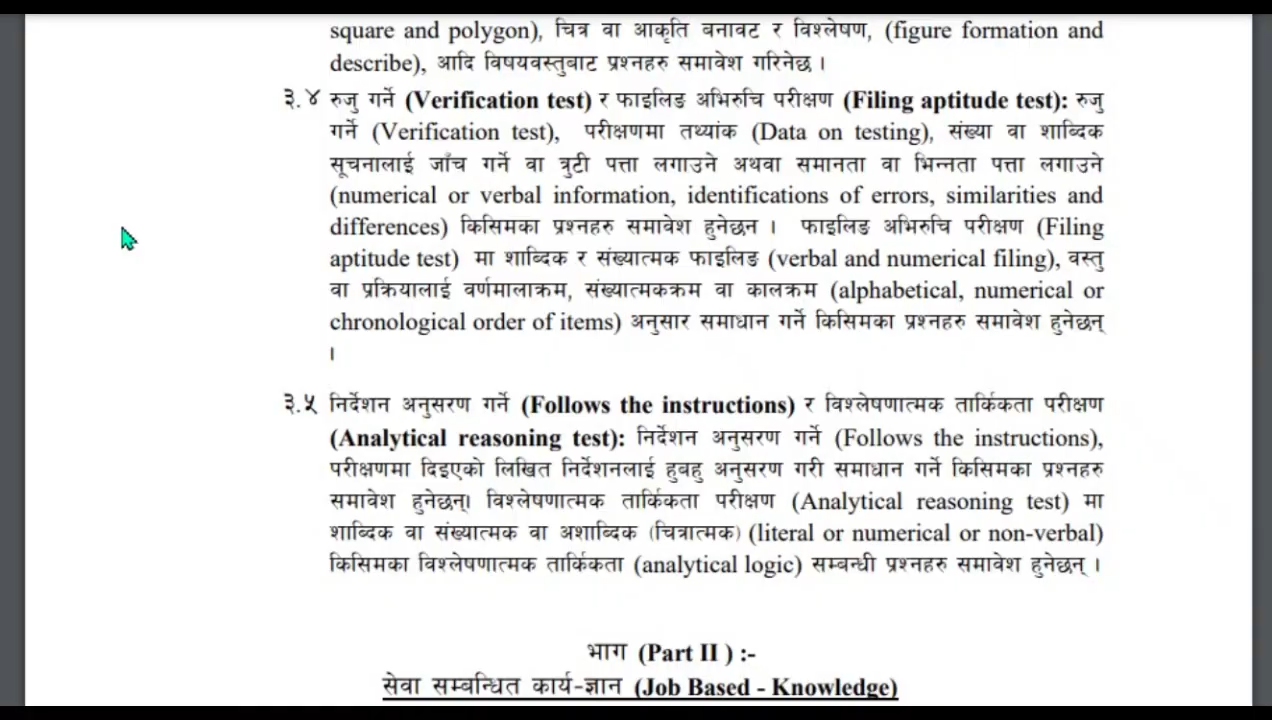 square and polygon), चित्र वा आकृति बनावट र विश्लेषण, (figure formation and
describe), आदि विषयवस्तुबाट प्रश्नहरु समावेश गरिनेछ ।
३.४ रुजु गर्ने (Verification test) र फाइलिङ अभिरुचि परीक्षण (Filing aptitude test): रुजु
गर्ने (Verification test), परीक्षणमा तथ्यांक (Data on testing), संख्या वा शाब्दिक
सूचनालाई जाँच गर्ने वा त्रुटी पत्ता लगाउने अथवा समानता वा भिन्नता पत्ता लगाउने
(numerical or verbal information, identifications of errors, similarities and
differences) किसिमका प्रश्नहरु समावेश हुनेछन । फाइलिङ अभिरुचि परीक्षण (Filing
aptitude test) मा शाब्दिक र संख्यात्मक फाइलिङ (verbal and numerical filing), वस्तु
वा प्रक्रियालाई वर्णमालाक्रम, संख्यात्मकक्रम वा कालक्रम (alphabetical, numerical or
chronological order of items) अनुसार समाधान गर्ने किसिमका प्रश्नहरु समावेश हुनेछन्
।
३.५ निर्देशन अनुसरण गर्ने (Follows the instructions) र विश्लेषणात्मक तार्किकता परीक्षण
(Analytical reasoning test): निर्देशन अनुसरण गर्ने (Follows the instructions),
परीक्षणमा दिइएको लिखित निर्देशनलाई हुबहु अनुसरण गरी समाधान गर्ने किसिमका प्रश्नहरु
समावेश हुनेछन्। विश्लेषणात्मक तार्किकता परीक्षण (Analytical reasoning test) मा
शाब्दिक वा संख्यात्मक वा अशाब्दिक (चित्रात्मक) (literal or numerical or non-verbal)
किसिमका विश्लेषणात्मक तार्किकता (analytical logic) सम्बन्धी प्रश्नहरु समावेश हुनेछन् ।
भाग (Part II ) :-
सेवा सम्बन्धित कार्य-ज्ञान (Job Based - Knowledge)